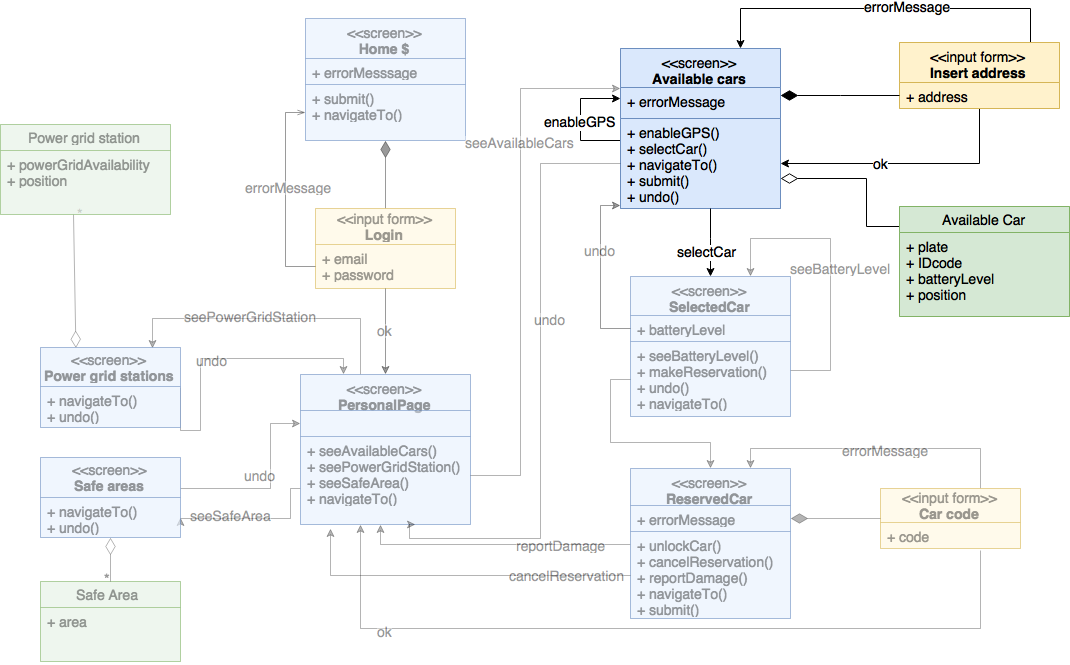 errorMessage
<<screen>>
Home $
+ errorMesssage
+ submit()
+ navigateTo()
<<screen>>
Available cars
+ errorMessage
+ enableGPS()
+ selectCar()
+ navigateTo()
+ submit()
+ undo()
<<input form>>
Insert address
+ address
enableGPS
seeAvailableCars
ok
Power grid station
+ powerGridAvailability
+ position
*
errorMessage
<<input form>>
Login
+ email
+ password
Available Car
+ plate
+ IDcode
+ batteryLevel
+ position
undo
selectCar
seeBatteryLevel
<<screen>>
SelectedCar
+ batteryLevel
+ seeBatteryLevel()
+ makeReservation()
+ undo()
+ navigateTo()
seePowerGridStation
ok
undo
undo
<<screen>>
Power grid stations
+ navigateTo()
+ undo()
<<screen>>
PersonalPage
+ seeAvailableCars()
+ seePowerGridStation()
+ seeSafeArea()
+ navigateTo()
<<screen>>
Safe areas
+ navigateTo()
+ undo()
undo
seeSafeArea
errorMessage
<<screen>>
ReservedCar
+ errorMessage
+ unlockCar()
+ cancelReservation()
+ reportDamage()
+ navigateTo()
+ submit()
<<input form>>
Car code
+ code
reportDamage
cancelReservation
*
Safe Area
+ area
ok